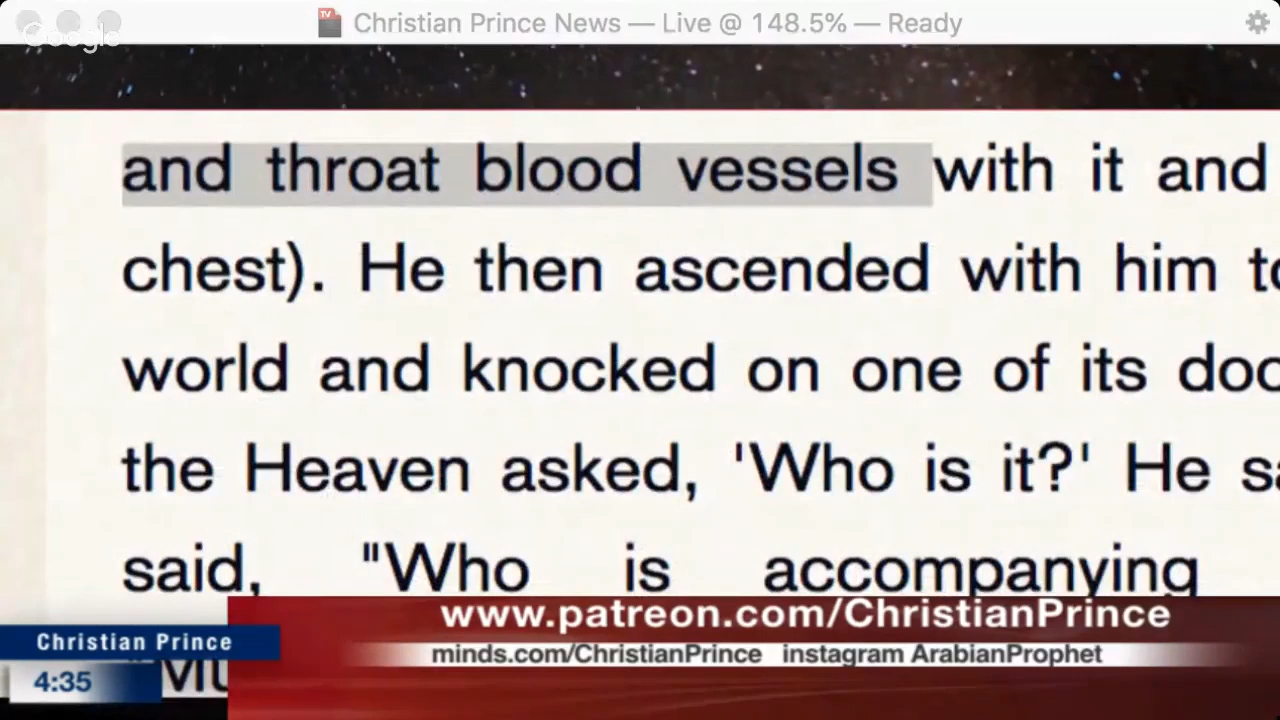 Christian Prince News — Live @ 148.5% — Ready
Google
and throat blood vessels with it and
chest). He then ascended with him
world and knocked on one of its
the Heaven asked, 'Who is it?' He
said, "Who is accompanying
www.patreon.com/ChristianPrince
Christian Prince
minds.com/ChristianPrince instagram ArabianProphet
4:35